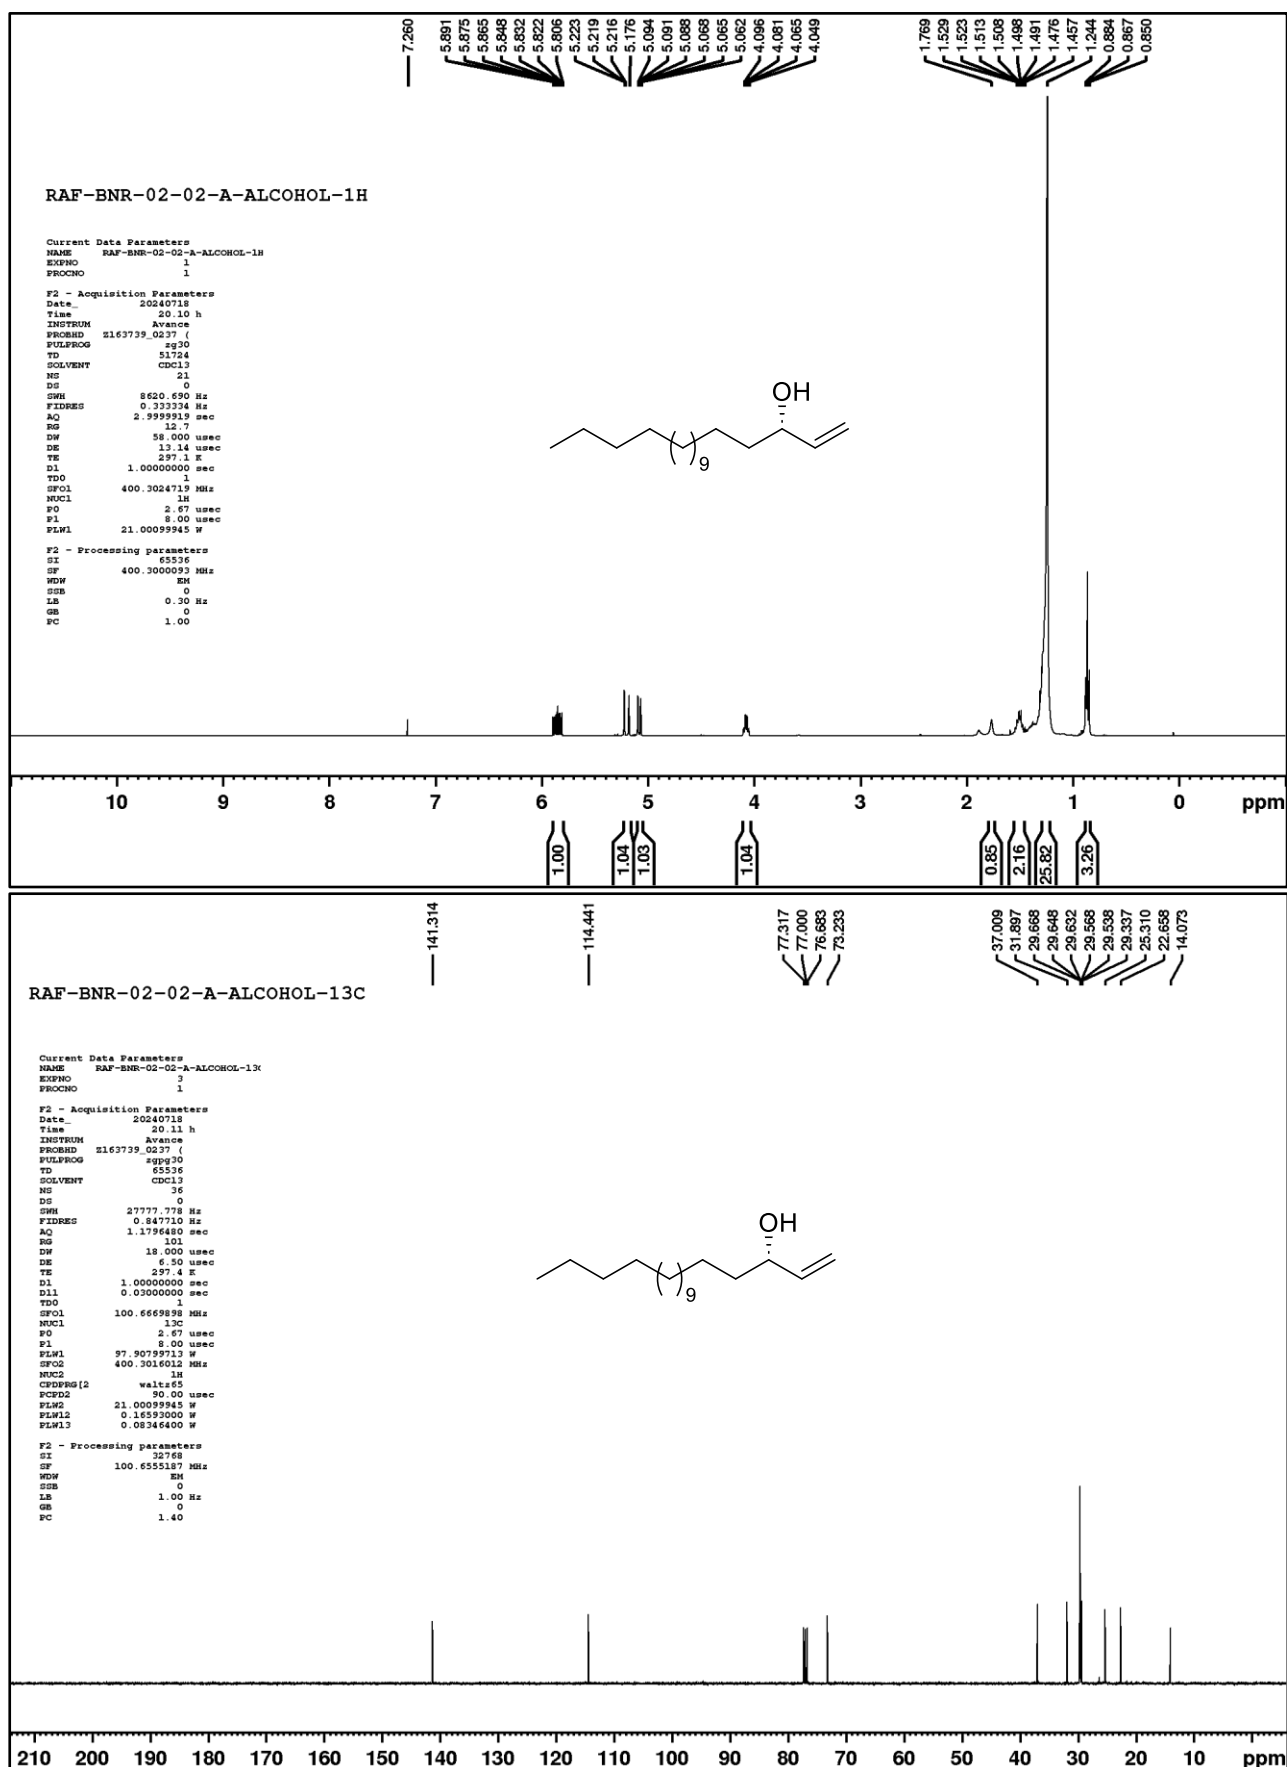 7.260
5.891
5.875
5.865
5.848
5.832
5.822
5.806
5.223
5.219
5.216
5.176
5.094
5.091
5.088
5.068
5.065
5.062
4.096
4.081
4.065
4.049
1.769
1.529
1.523
1.513
1.508
1.498
1.491
1.476
1.457
1.244
0.884
0.867
0.850
RAF-BNR-02-02-A-ALCOHOL-1H
Current Data Parameters
NAME RAF-BNR-02-02-A-ALCOHOL-1H
EXPNO 1
PROCNO 1
F2 - Acquisition Parameters
Date_ 20240718
Time 20.10 h
INSTRUM Avance
PROBHD Z163739_0237 (
PULPROG zg30
TD 51724
SOLVENT CDCl3
NS 21
DS 0
SWH 8620.690 Hz
FIDRES 0.333334 Hz
AQ 2.9999919 sec
RG 12.7
DW 58.000 usec
DE 13.14 usec
TE 297.1 K
D1 1.00000000 sec
TD0 1
SFO1 400.3024719 MHz
NUC1 1H
P0 2.67 usec
P1 8.00 usec
PLW1 21.00099945 W
F2 - Processing parameters
SI 65536
SF 400.3000093 MHz
WDW EM
SSB 0
LB 0.30 Hz
GB 0
PC 1.00
OH
9
10 9 8 7 6 5 4 3 2 1 0 ppm
1.00
1.04
1.03
1.04
0.85
2.16
25.82
3.26
141.314
114.441
77.317
77.000
76.683
73.233
37.009
31.897
29.668
29.648
29.632
29.568
29.538
29.337
25.310
22.658
14.073
RAF-BNR-02-02-A-ALCOHOL-13C
Current Data Parameters
NAME RAF-BNR-02-02-A-ALCOHOL-13C
EXPNO 3
PROCNO 1
F2 - Acquisition Parameters
Date_ 20240718
Time 20.11 h
INSTRUM Avance
PROBHD Z163739_0237 (
PULPROG zgpg30
TD 65536
SOLVENT CDCl3
NS 36
DS 0
SWH 27777.778 Hz
FIDRES 0.847710 Hz
AQ 1.1796480 sec
RG 101
DW 18.000 usec
DE 6.50 usec
TE 297.4 K
D1 1.00000000 sec
D11 0.03000000 sec
TD0 1
SFO1 100.6669898 MHz
NUC1 13C
P0 2.67 usec
P1 8.00 usec
PLW1 97.90799713 W
SFO2 400.3016012 MHz
NUC2 1H
CPDPRG[2 waltz65
PCPD2 90.00 usec
PLW2 21.00099945 W
PLW12 0.16593000 W
PLW13 0.08346400 W
F2 - Processing parameters
SI 32768
SF 100.6555187 MHz
WDW EM
SSB 0
LB 1.00 Hz
GB 0
PC 1.40
OH
9
210 200 190 180 170 160 150 140 130 120 110 100 90 80 70 60 50 40 30 20 10 ppm